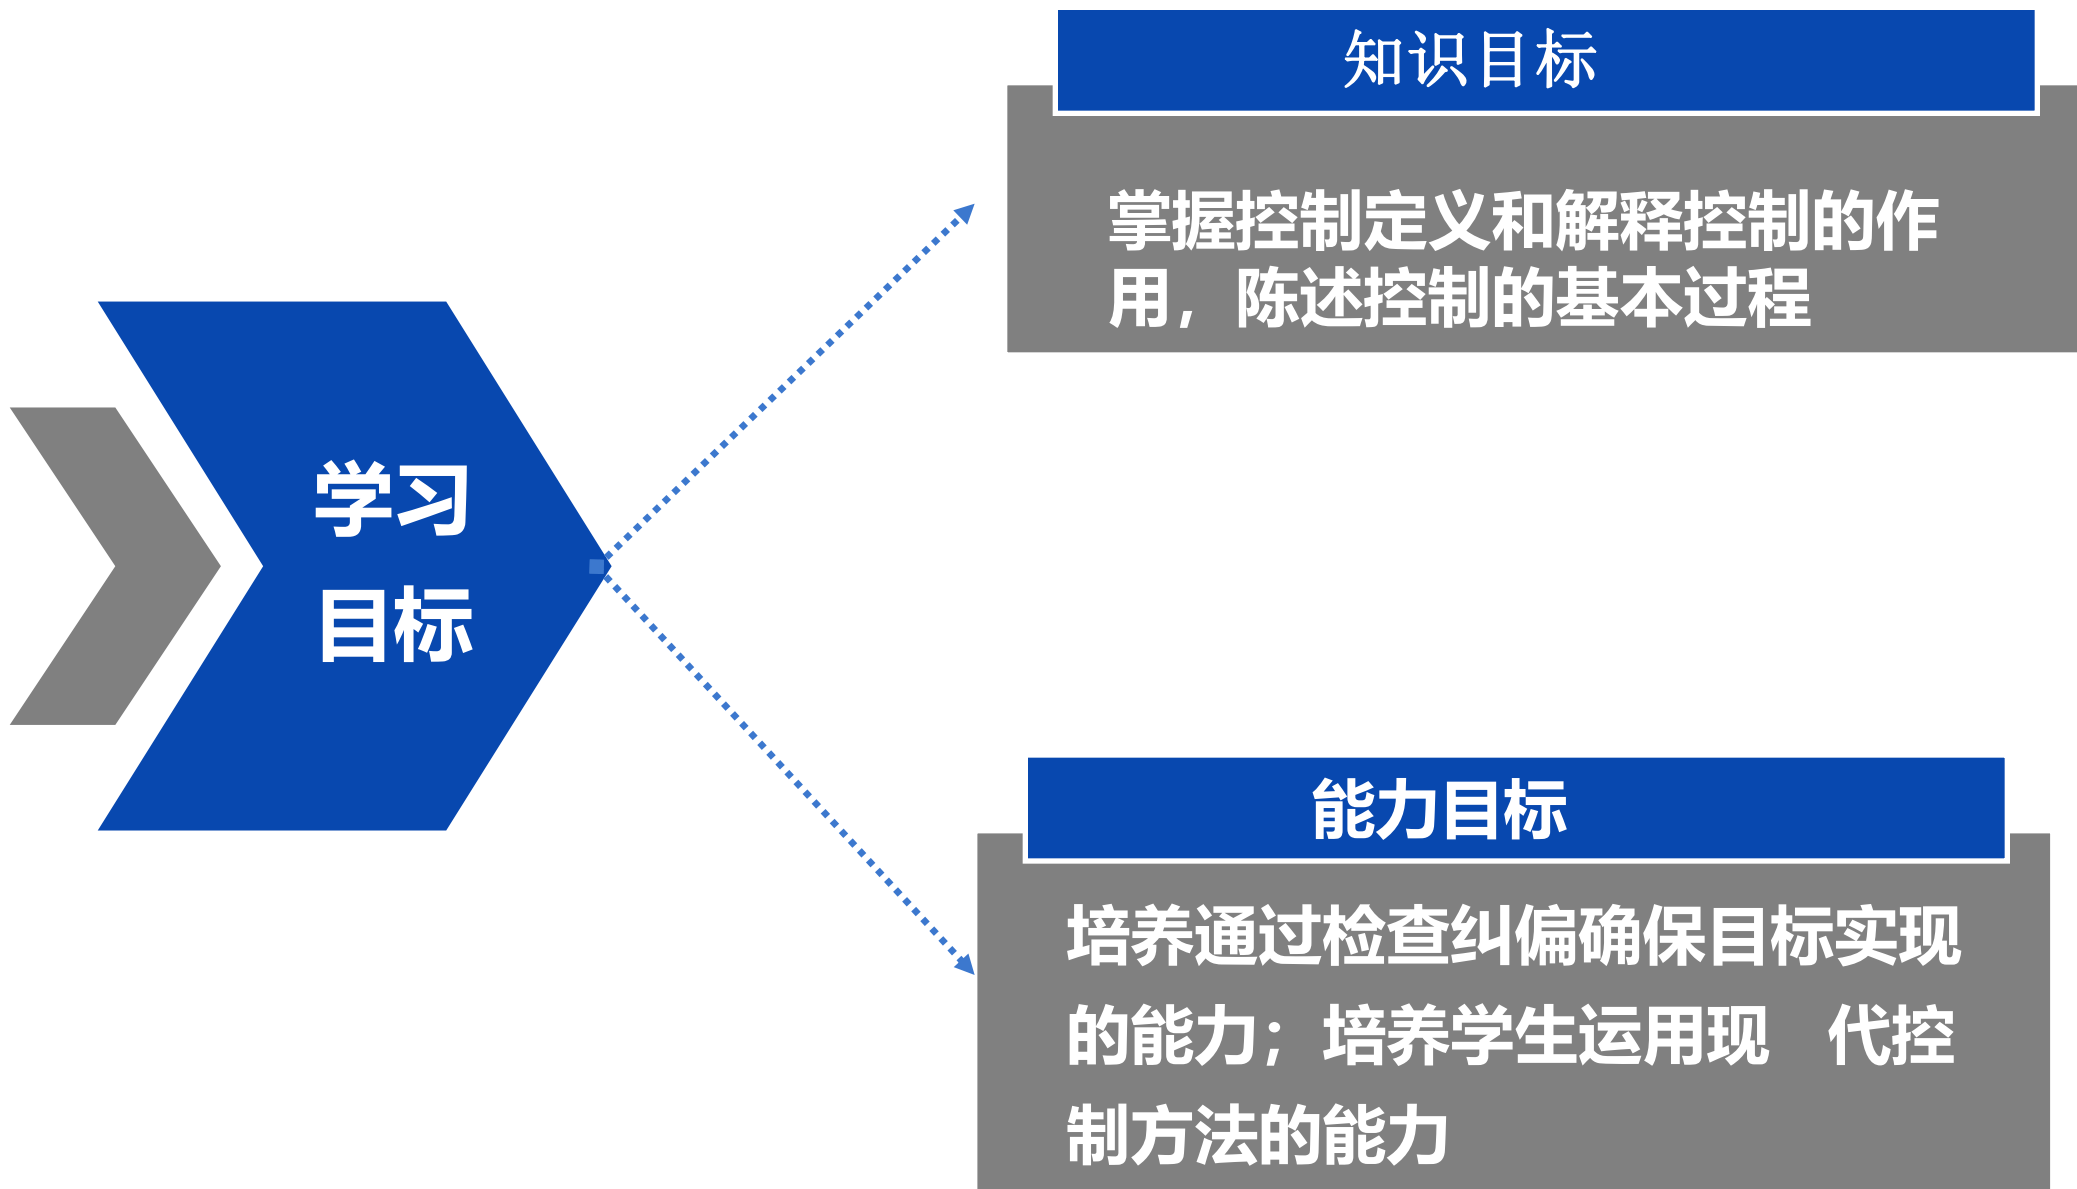 学习
目标
知识目标
掌握控制定义和解释控制的作
用，陈述控制的基本过程
能力目标
培养通过检查纠偏确保目标实现
的能力；培养学生运用现　代控
制方法的能力